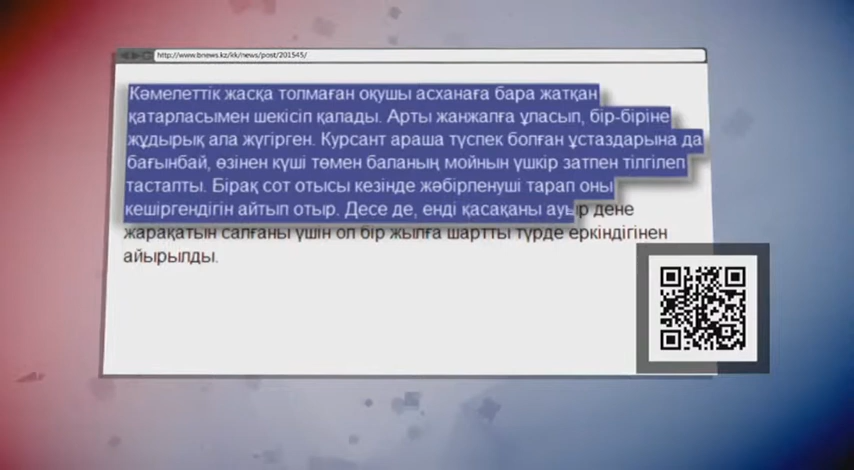 http://www.bnews.kz/kk/news/post/201545/
Кәмелеттік жасқа толмаған оқушы асханаға бара жатқан
қатарласымен шекісіп қалады. Арты жанжалға ұласып, бір-біріне
жұдырық ала жүгірген. Курсант араша түспек болған ұстаздарына да
бағынбай, өзінен күші төмен баланың мойнын үшкір затпен тілгілеп
тастапты. Бірақ сот отысы кезінде жәбірленуші тарап оны
кешіргендігін айтып отыр. Десе де, енді қасақаны ауыр дене
жарақатын салғаны үшін ол бір жылға шартты түрде еркіндігінен
айырылды.